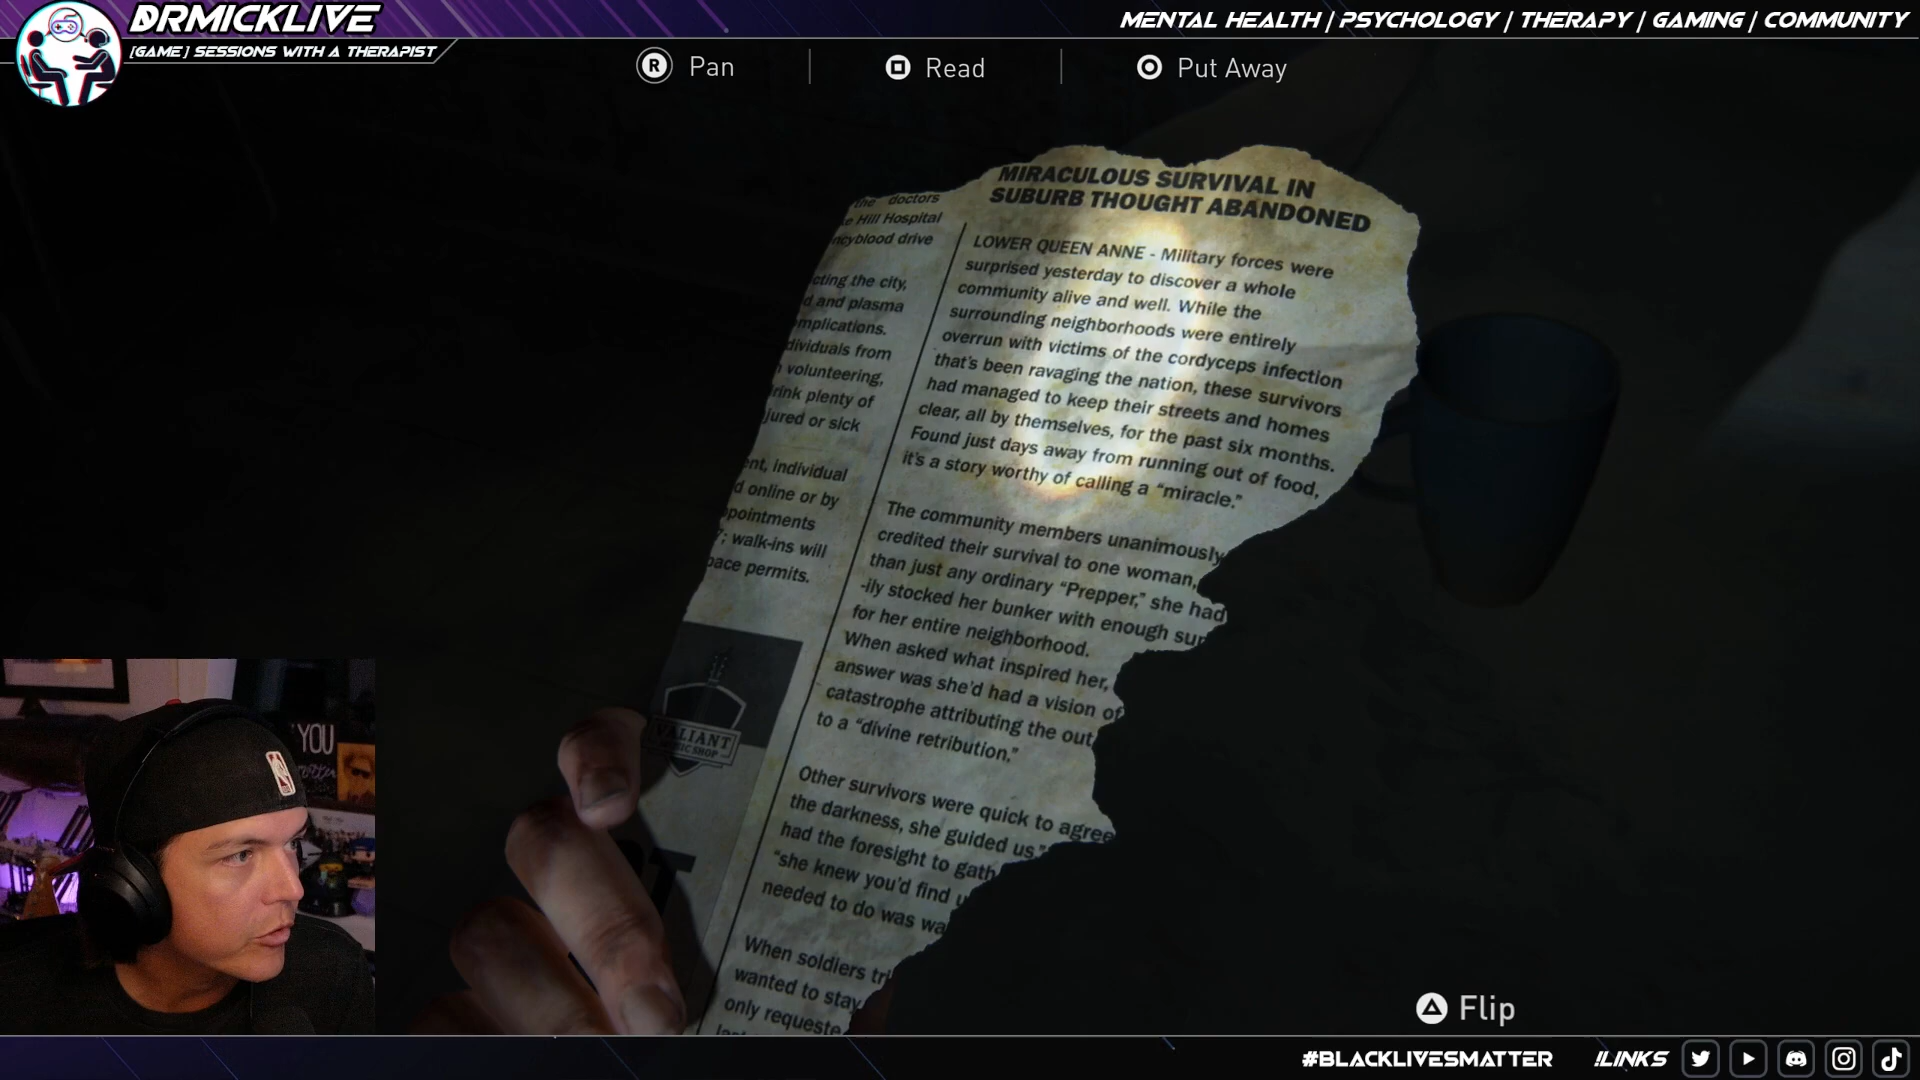 DRMICKLIVE
[GAME] SESSIONS WITH A THERAPIST
MENTAL HEALTH | PSYCHOLOGY | THERAPY | GAMING | COMMUNITY
R Pan
Read
Put Away
the doctors
e Hill Hospital
ncyblood drive
cting the city,
d and plasma
mplications.
dividuals from
volunteering,
rink plenty of
jured or sick
ent, individual
d online or by
ppointments
7; walk-ins will
pace permits.
VALIANT
MUSIC SHOP
MIRACULOUS SURVIVAL IN
SUBURB THOUGHT ABANDONED
LOWER QUEEN ANNE - Military forces were
surprised yesterday to discover a whole
community alive and well. While the
surrounding neighborhoods were entirely
overrun with victims of the cordyceps infection
that's been ravaging the nation, these survivors
had managed to keep their streets and homes
clear, all by themselves, for the past six months.
Found just days away from running out of food,
it's a story worthy of calling a "miracle."
The community members unanimously
credited their survival to one woman,
than just any ordinary "Prepper," she had
-ily stocked her bunker with enough sup
for her entire neighborhood.
When asked what inspired her,
answer was she'd had a vision of
catastrophe attributing the out
to a "divine retribution,"
Other survivors were quick to agree
the darkness, she guided us,"
had the foresight to gath
"she knew you'd find u
needed to do was wa
When soldiers tri
wanted to stay
only requeste
YOU
Flip
#BLACKLIVESMATTER
!LINKS